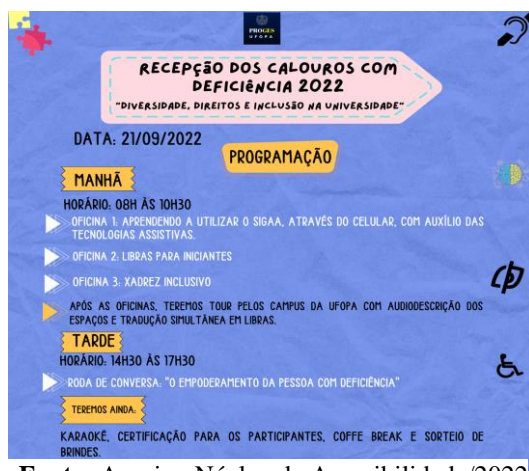 PROGES
UFOPA
RECEPÇÃO DOS CALOUROS COM
DEFICIÊNCIA 2022
"DIVERSIDADE, DIREITOS E INCLUSÃO NA UNIVERSIDADE"
DATA: 21/09/2022
PROGRAMAÇÃO
MANHÃ
HORÁRIO: 08H ÀS 10H30
OFICINA 1: APRENDENDO A UTILIZAR O SIGAA, ATRAVÉS DO CELULAR, COM AUXÍLIO DAS
TECNOLOGIAS ASSISTIVAS.
OFICINA 2: LIBRAS PARA INICIANTES
OFICINA 3: XADREZ INCLUSIVO
APÓS AS OFICINAS, TEREMOS TOUR PELOS CAMPUS DA UFOPA COM AUDIODESCRIÇÃO DOS
ESPAÇOS E TRADUÇÃO SIMULTÂNEA EM LIBRAS.
TARDE
HORÁRIO: 14H30 ÀS 17H30
RODA DE CONVERSA: "O EMPODERAMENTO DA PESSOA COM DEFICIÊNCIA"
TEREMOS AINDA:
KARAOKÊ, CERTIFICAÇÃO PARA OS PARTICIPANTES, COFFE BREAK E SORTEIO DE
BRINDES.